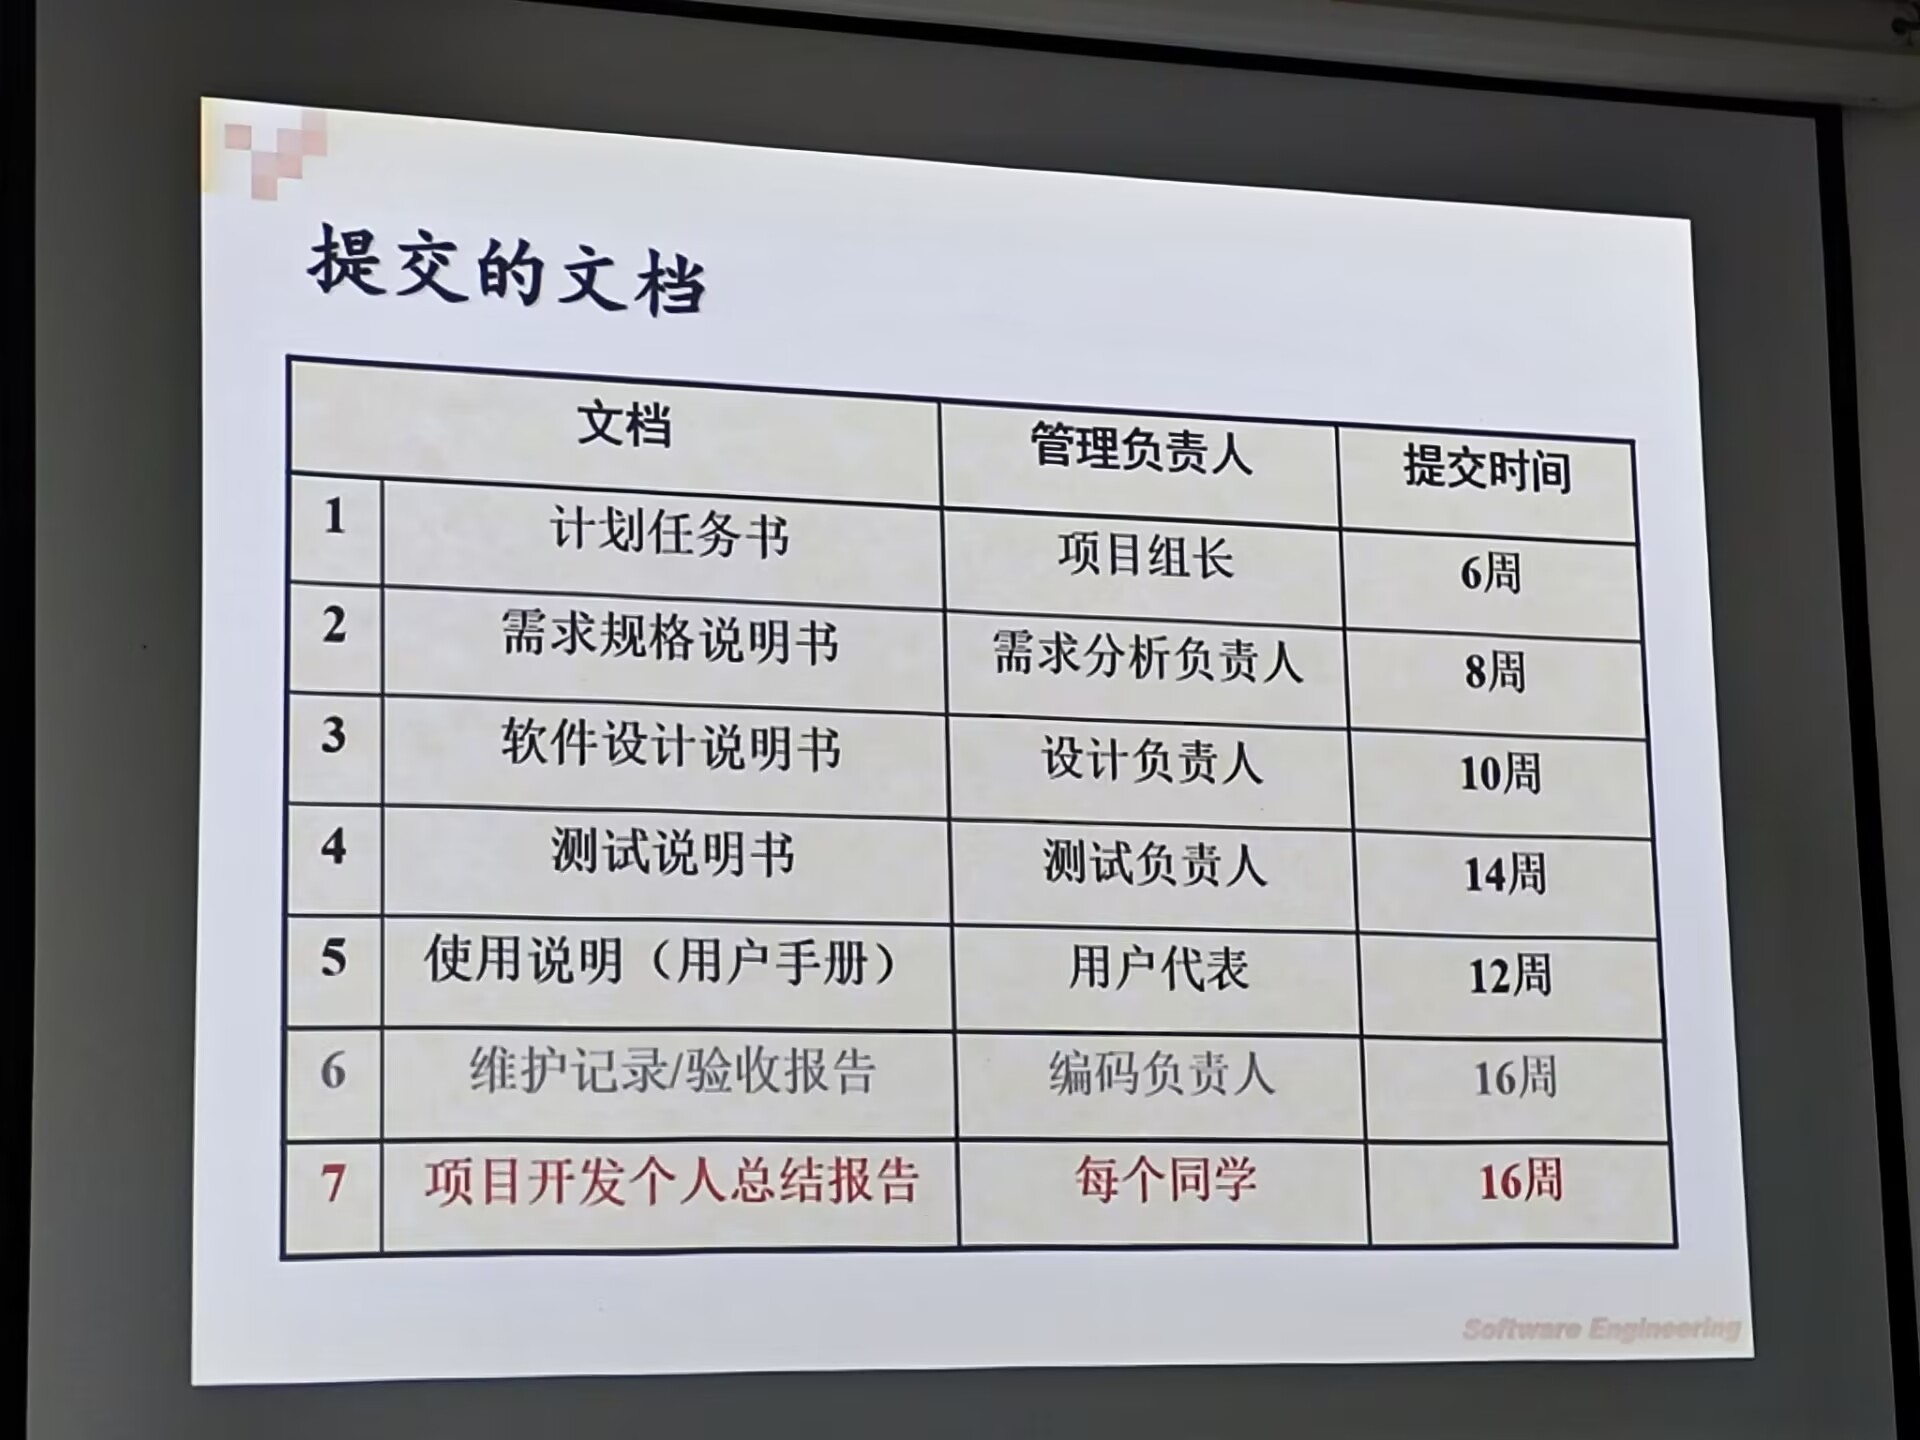 提交的文档
文档 管理负责人 提交时间
1 计划任务书 项目组长 6周
2 需求规格说明书 需求分析负责人 8周
3 软件设计说明书 设计负责人 10周
4 测试说明书 测试负责人 14周
5 使用说明（用户手册） 用户代表 12周
6 维护记录/验收报告 编码负责人 16周
7 项目开发个人总结报告 每个同学 16周
Software Engineering